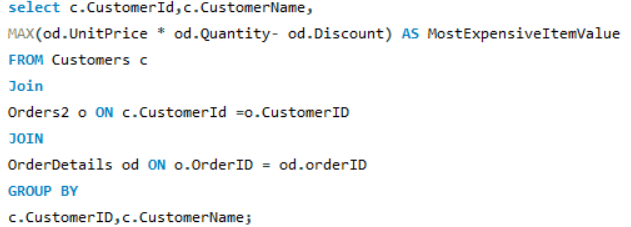 select c.CustomerId,c.CustomerName,
MAX(od.UnitPrice * od.Quantity- od.Discount) AS MostExpensiveItemValue
FROM Customers c
Join
Orders2 o ON c.CustomerId =o.CustomerID
JOIN
OrderDetails od ON o.OrderID = od.orderID
GROUP BY
c.CustomerID,c.CustomerName;